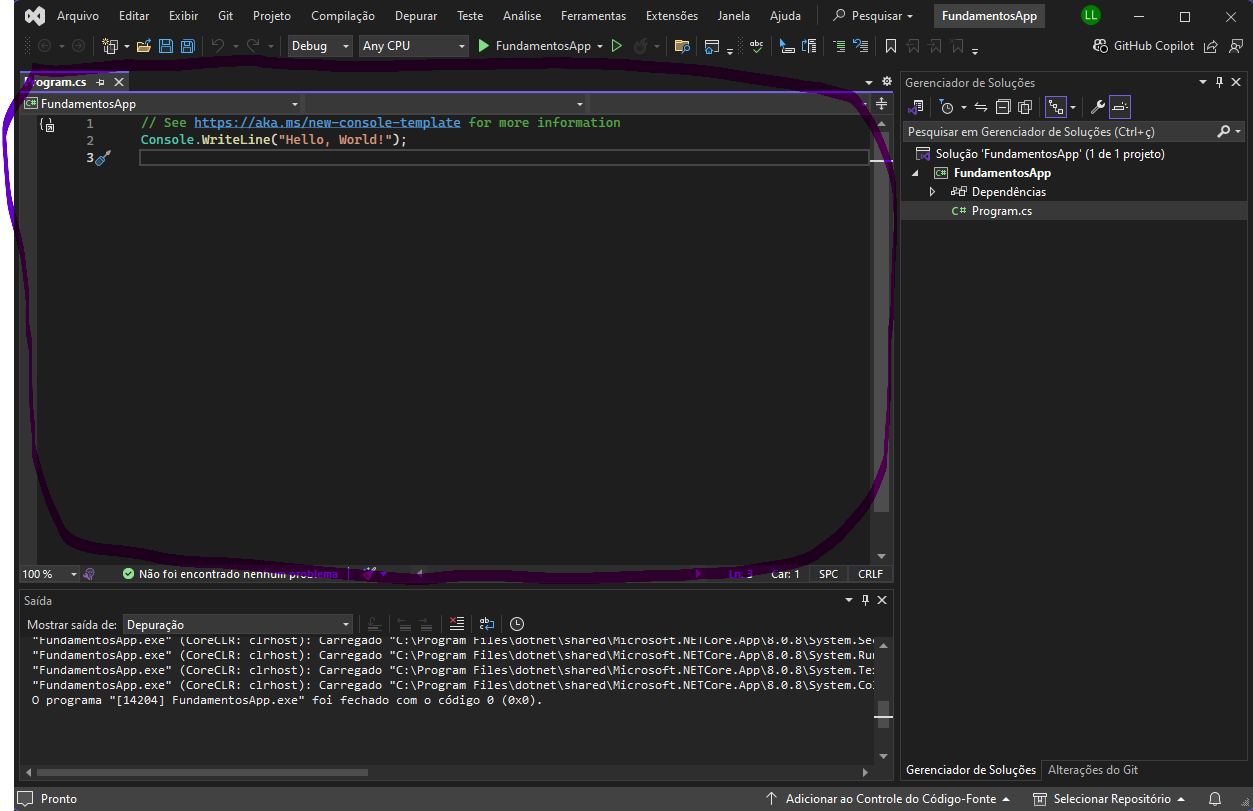 Arquivo Editar Exibir Git Projeto Compilação Depurar Teste Análise Ferramentas Extensões Janela Ajuda Pesquisar FundamentosApp LL
Debug Any CPU FundamentosApp abc GitHub Copilot
Program.cs
C# FundamentosApp
1 // See https://aka.ms/new-console-template for more information
2 Console.WriteLine("Hello, World!");
3
100 % Não foi encontrado nenhum problema Ln: 3 Car: 1 SPC CRLF
Saída
Mostrar saída de: Depuração
"FundamentosApp.exe" (CoreCLR: clrhost): Carregado "C:\Program Files\dotnet\shared\Microsoft.NETCore.App\8.0.8\System.Sec
"FundamentosApp.exe" (CoreCLR: clrhost): Carregado "C:\Program Files\dotnet\shared\Microsoft.NETCore.App\8.0.8\System.Ru
"FundamentosApp.exe" (CoreCLR: clrhost): Carregado "C:\Program Files\dotnet\shared\Microsoft.NETCore.App\8.0.8\System.Te
"FundamentosApp.exe" (CoreCLR: clrhost): Carregado "C:\Program Files\dotnet\shared\Microsoft.NETCore.App\8.0.8\System.Co
O programa "[14204] FundamentosApp.exe" foi fechado com o código 0 (0x0).
Gerenciador de Soluções
Pesquisar em Gerenciador de Soluções (Ctrl+ç)
Solução 'FundamentosApp' (1 de 1 projeto)
C# FundamentosApp
Dependências
C# Program.cs
Gerenciador de Soluções Alterações do Git
Pronto Adicionar ao Controle do Código-Fonte Selecionar Repositório